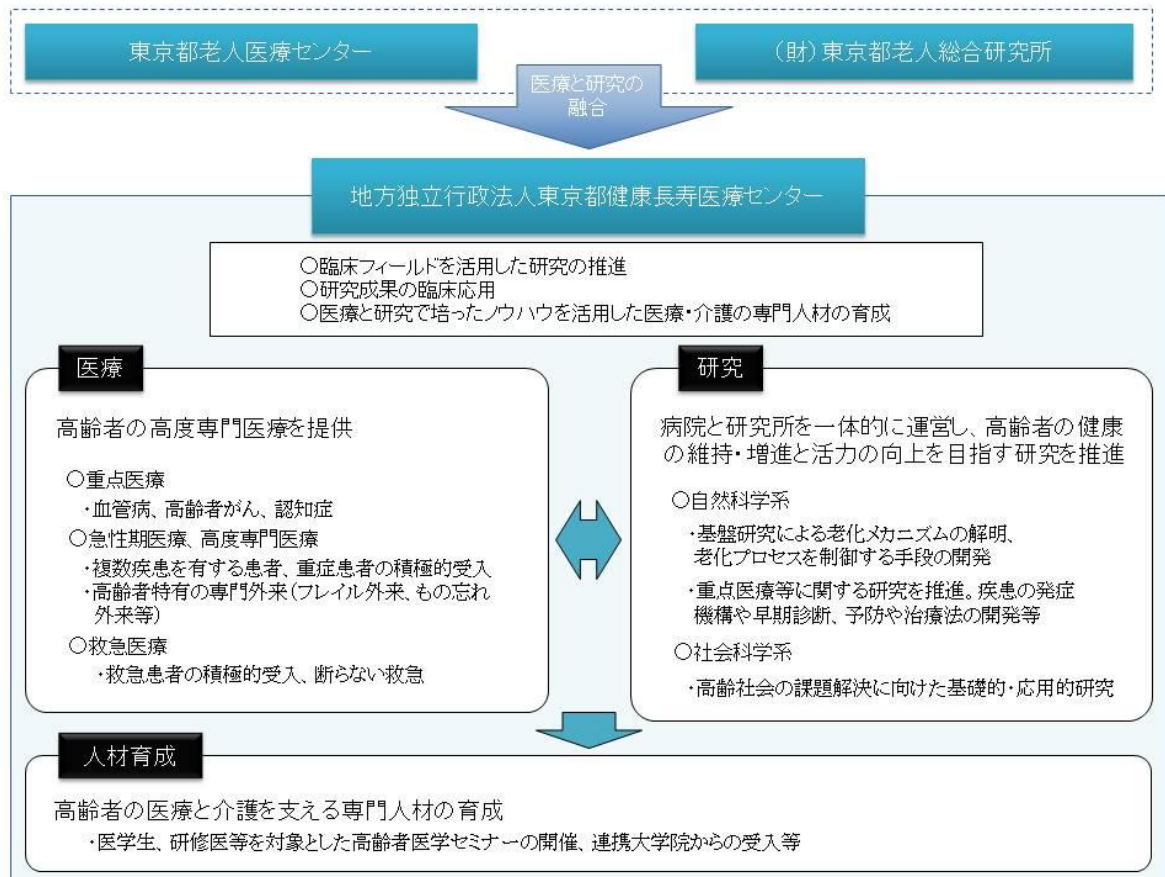 東京都老人医療センター
(財)東京都老人総合研究所
医療と研究の
融合
地方独立行政法人東京都健康長寿医療センター
○臨床フィールドを活用した研究の推進
○研究成果の臨床応用
○医療と研究で培ったノウハウを活用した医療・介護の専門人材の育成
医療
高齢者の高度専門医療を提供
○重点医療
・血管病、高齢者がん、認知症
○急性期医療、高度専門医療
・複数疾患を有する患者、重症患者の積極的受入
・高齢者特有の専門外来(フレイル外来、もの忘れ
外来等)
○救急医療
・救急患者の積極的受入、断らない救急
研究
病院と研究所を一体的に運営し、高齢者の健康
の維持・増進と活力の向上を目指す研究を推進
○自然科学系
・基盤研究による老化メカニズムの解明、
老化プロセスを制御する手段の開発
・重点医療等に関する研究を推進。疾患の発症
機構や早期診断、予防や治療法の開発等
○社会科学系
・高齢社会の課題解決に向けた基礎的・応用的研究
人材育成
高齢者の医療と介護を支える専門人材の育成
・医学生、研修医等を対象とした高齢者医学セミナーの開催、連携大学院からの受入等